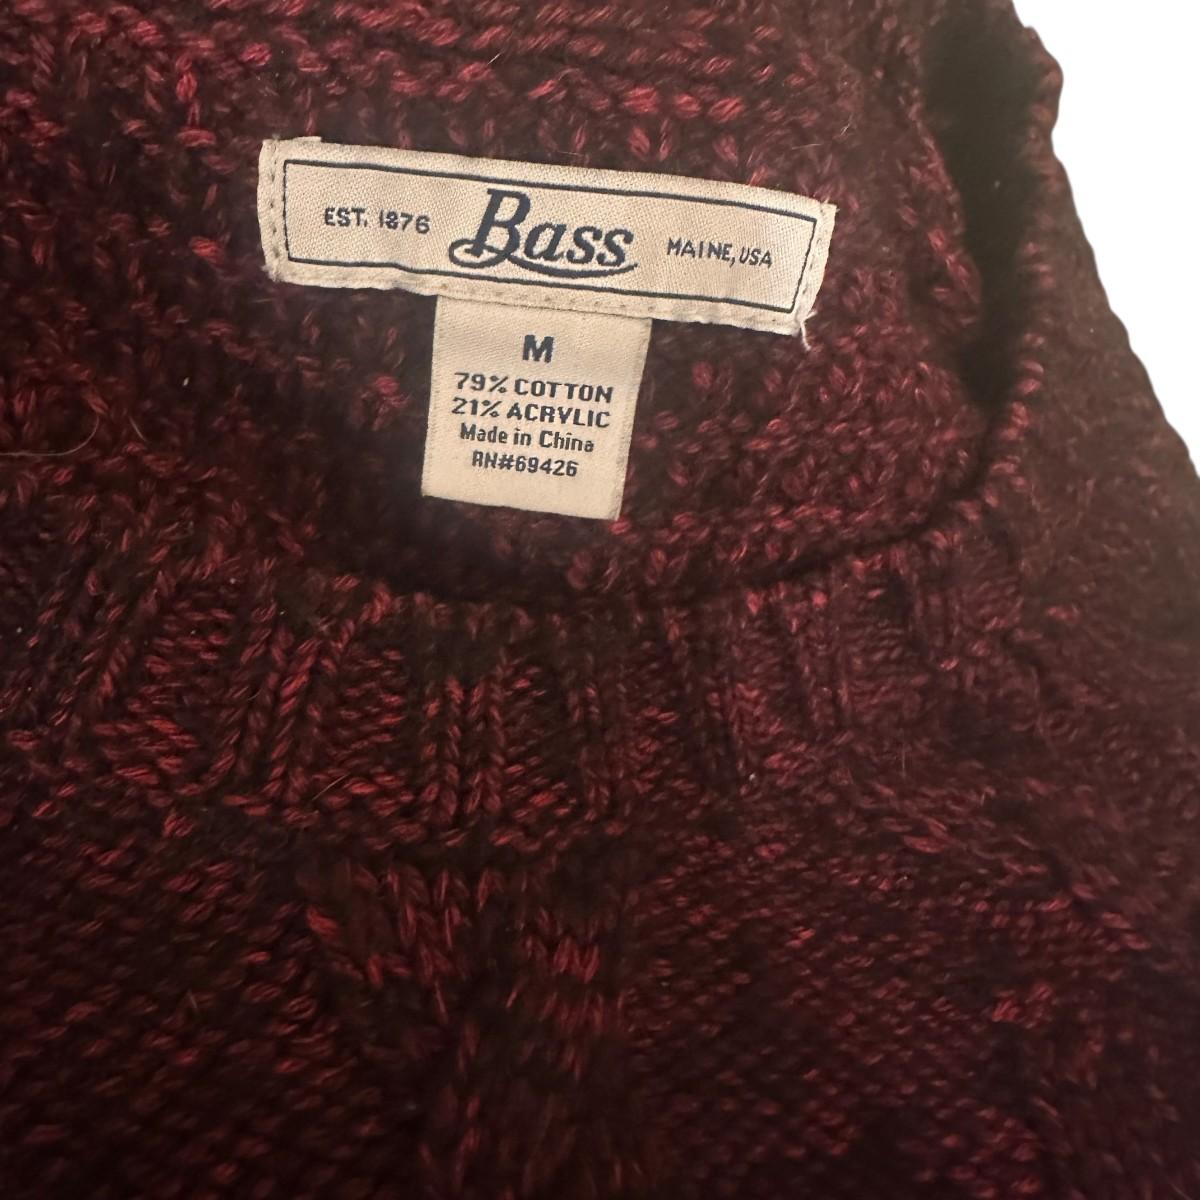 EST. 1876 Bass MAINE, USA
M
79% COTTON
21% ACRYLIC
Made in China
RN#69426